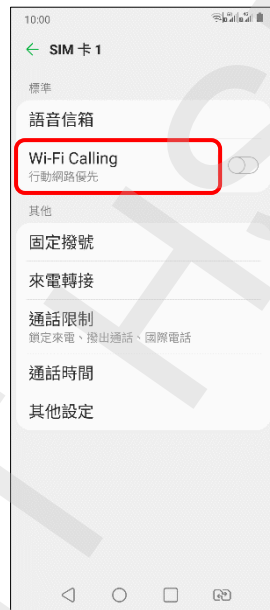 10:00
SIM 卡 1
標準
語音信箱
Wi-Fi Calling
行動網路優先
其他
固定撥號
來電轉接
通話限制
鎖定來電、撥出通話、國際電話
通話時間
其他設定